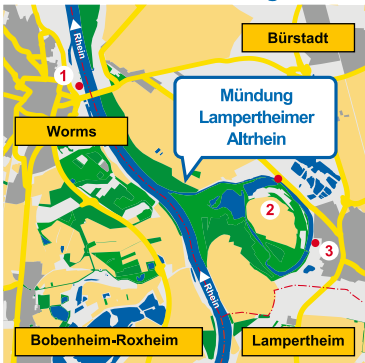 Rhein
Bürstadt
1
Mündung
Lampertheimer
Altrhein
Worms
2
3
Rhein
Bobenheim-Roxheim
Lampertheim